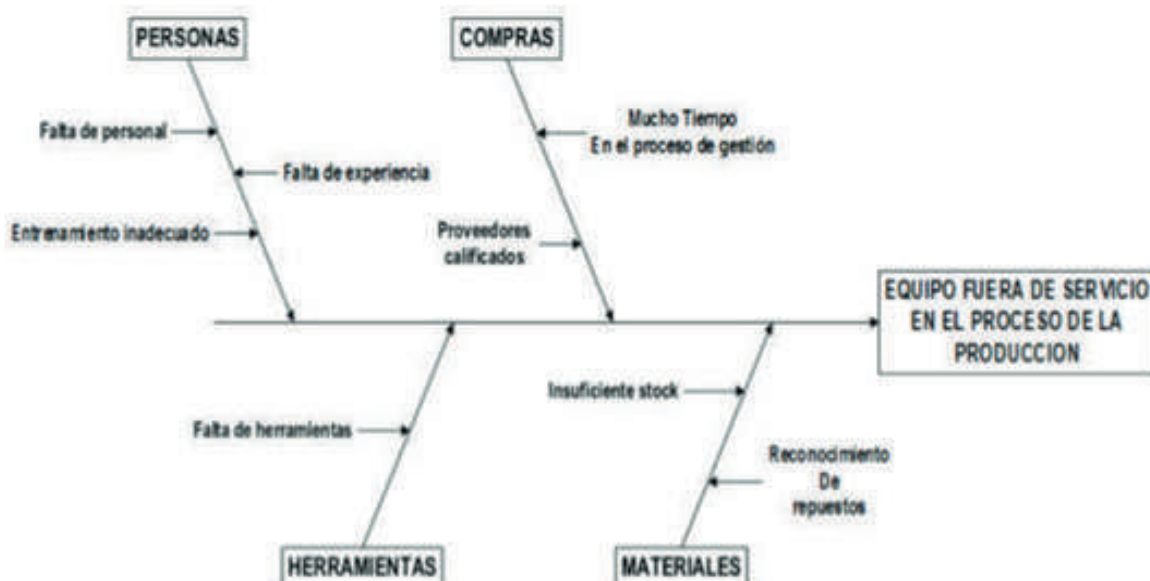 PERSONAS
COMPRAS
Falta de personal
Mucho Tiempo
En el proceso de gestión
Falta de experiencia
Entrenamiento inadecuado
Proveedores
calificados
EQUIPO FUERA DE SERVICIO
EN EL PROCESO DE LA
PRODUCCION
Insuficiente stock
Falta de herramientas
Reconocimiento
De
repuestos
HERRAMIENTAS
MATERIALES